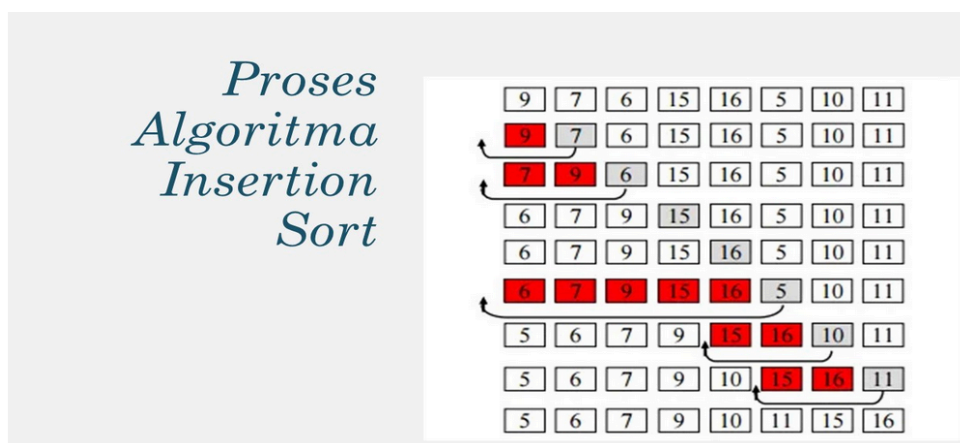 Proses
Algoritma
Insertion
Sort
9 7 6 15 16 5 10 11
9 7 6 15 16 5 10 11
7 9 6 15 16 5 10 11
6 7 9 15 16 5 10 11
6 7 9 15 16 5 10 11
6 7 9 15 16 5 10 11
5 6 7 9 15 16 10 11
5 6 7 9 10 15 16 11
5 6 7 9 10 11 15 16